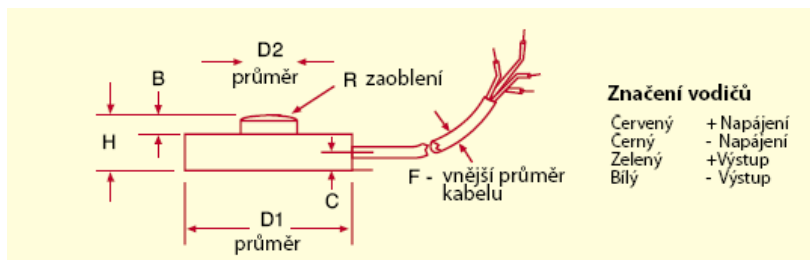 D2
průměr
B
R zaoblení
H
F - vnější průměr
kabelu
C
D1
průměr
Značení vodičů
Červený + Napájení
Černý - Napájení
Zelený +Výstup
Bílý - Výstup